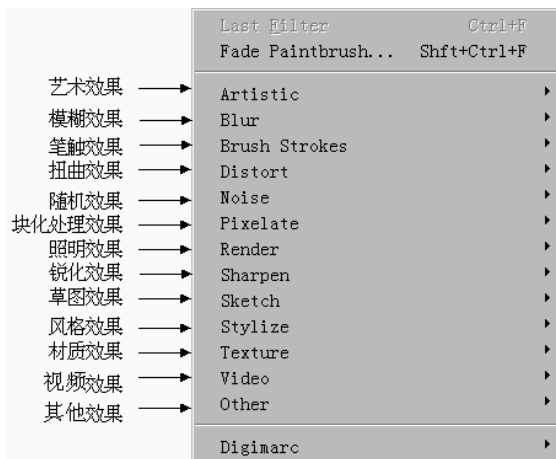 Last Filter Ctrl+F
Fade Paintbrush... Shft+Ctrl+F
艺术效果 Artistic
模糊效果 Blur
笔触效果 Brush Strokes
扭曲效果 Distort
随机效果 Noise
块化处理效果 Pixelate
照明效果 Render
锐化效果 Sharpen
草图效果 Sketch
风格效果 Stylize
材质效果 Texture
视频效果 Video
其他效果 Other
Digimarc